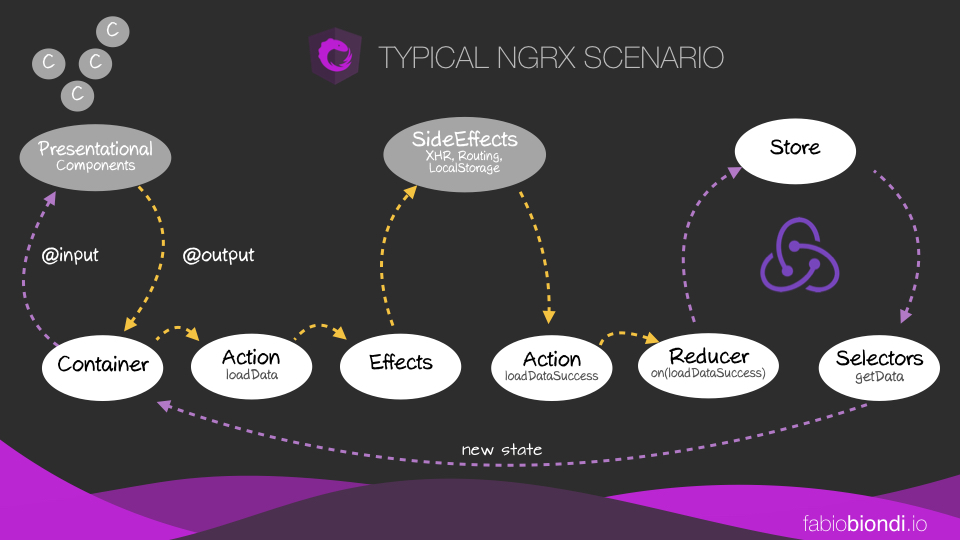 C
C
C
C
TYPICAL NGRX SCENARIO
Presentational
Components
SideEffects
XHR, Routing,
LocalStorage
Store
@input
@output
Container
Action
loadData
Effects
Action
loadDataSuccess
Reducer
on(loadDataSuccess)
Selectors
getData
new state
fabiobiondi.io